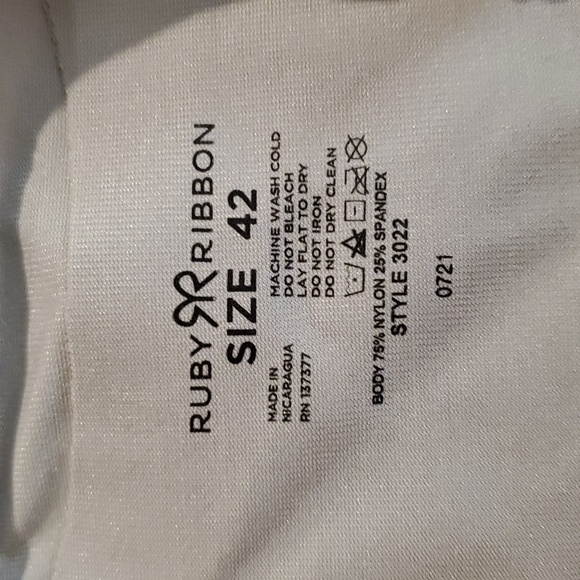 RUBY RIBBON
SIZE 42
MADE IN
NICARAGUA
RN 137377
MACHINE WASH COLD
DO NOT BLEACH
LAY FLAT TO DRY
DO NOT IRON
DO NOT DRY CLEAN
BODY 75% NYLON 25% SPANDEX
STYLE 3022
0721